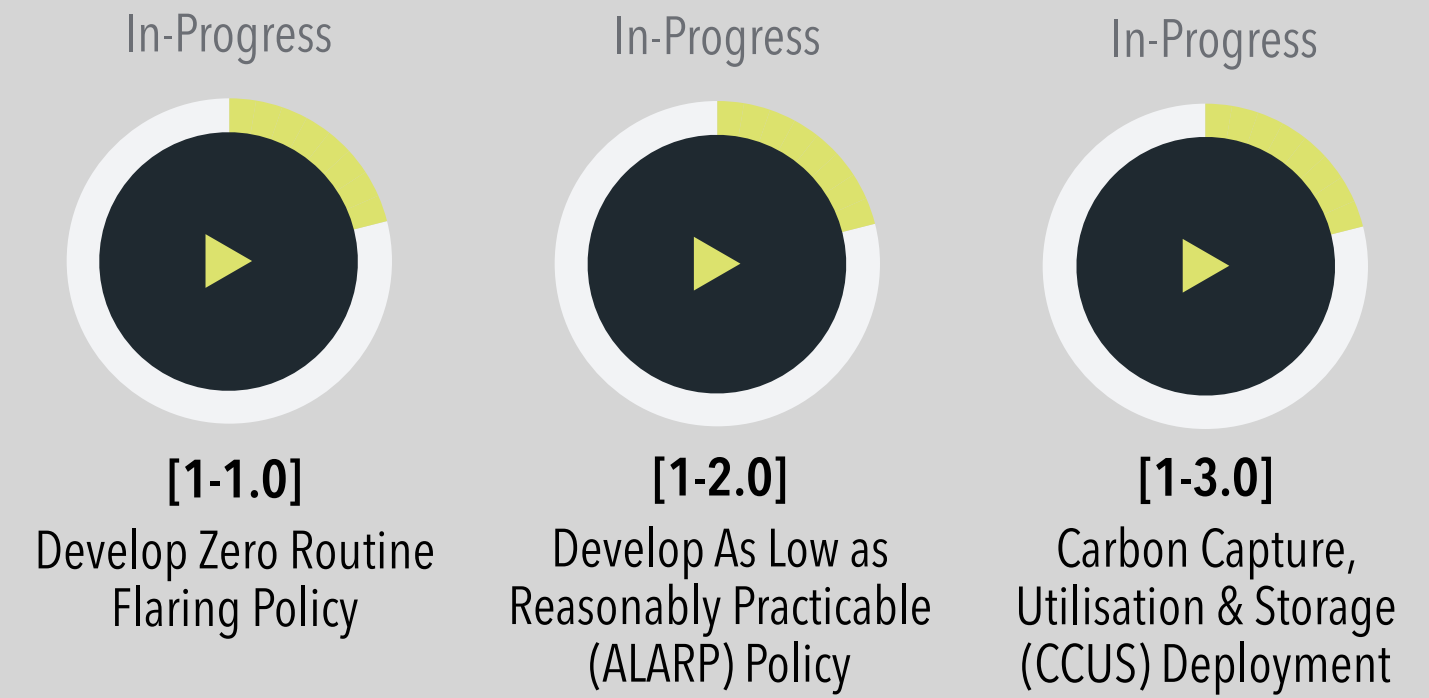 In-Progress
In-Progress
In-Progress
[1-1.0]
Develop Zero Routine
Flaring Policy
[1-2.0]
Develop As Low as
Reasonably Practicable
(ALARP) Policy
[1-3.0]
Carbon Capture,
Utilisation & Storage
(CCUS) Deployment